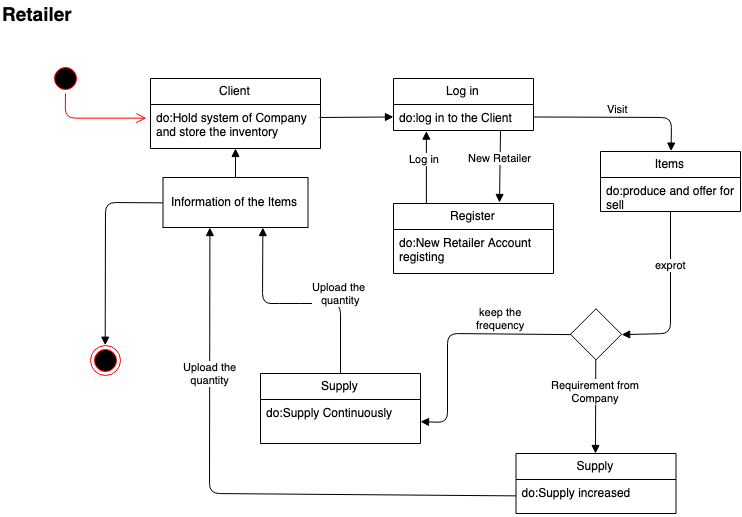 Retailer
Client
do:Hold system of Company
and store the inventory
Log in
do:log in to the Client
Visit
Items
do:produce and offer for
sell
Log in
New Retailer
Information of the Items
Register
do:New Retailer Account
registing
exprot
Upload the
quantity
keep the
frequency
Upload the
quantity
Supply
do:Supply Continuously
Requirement from
Company
Supply
do:Supply increased